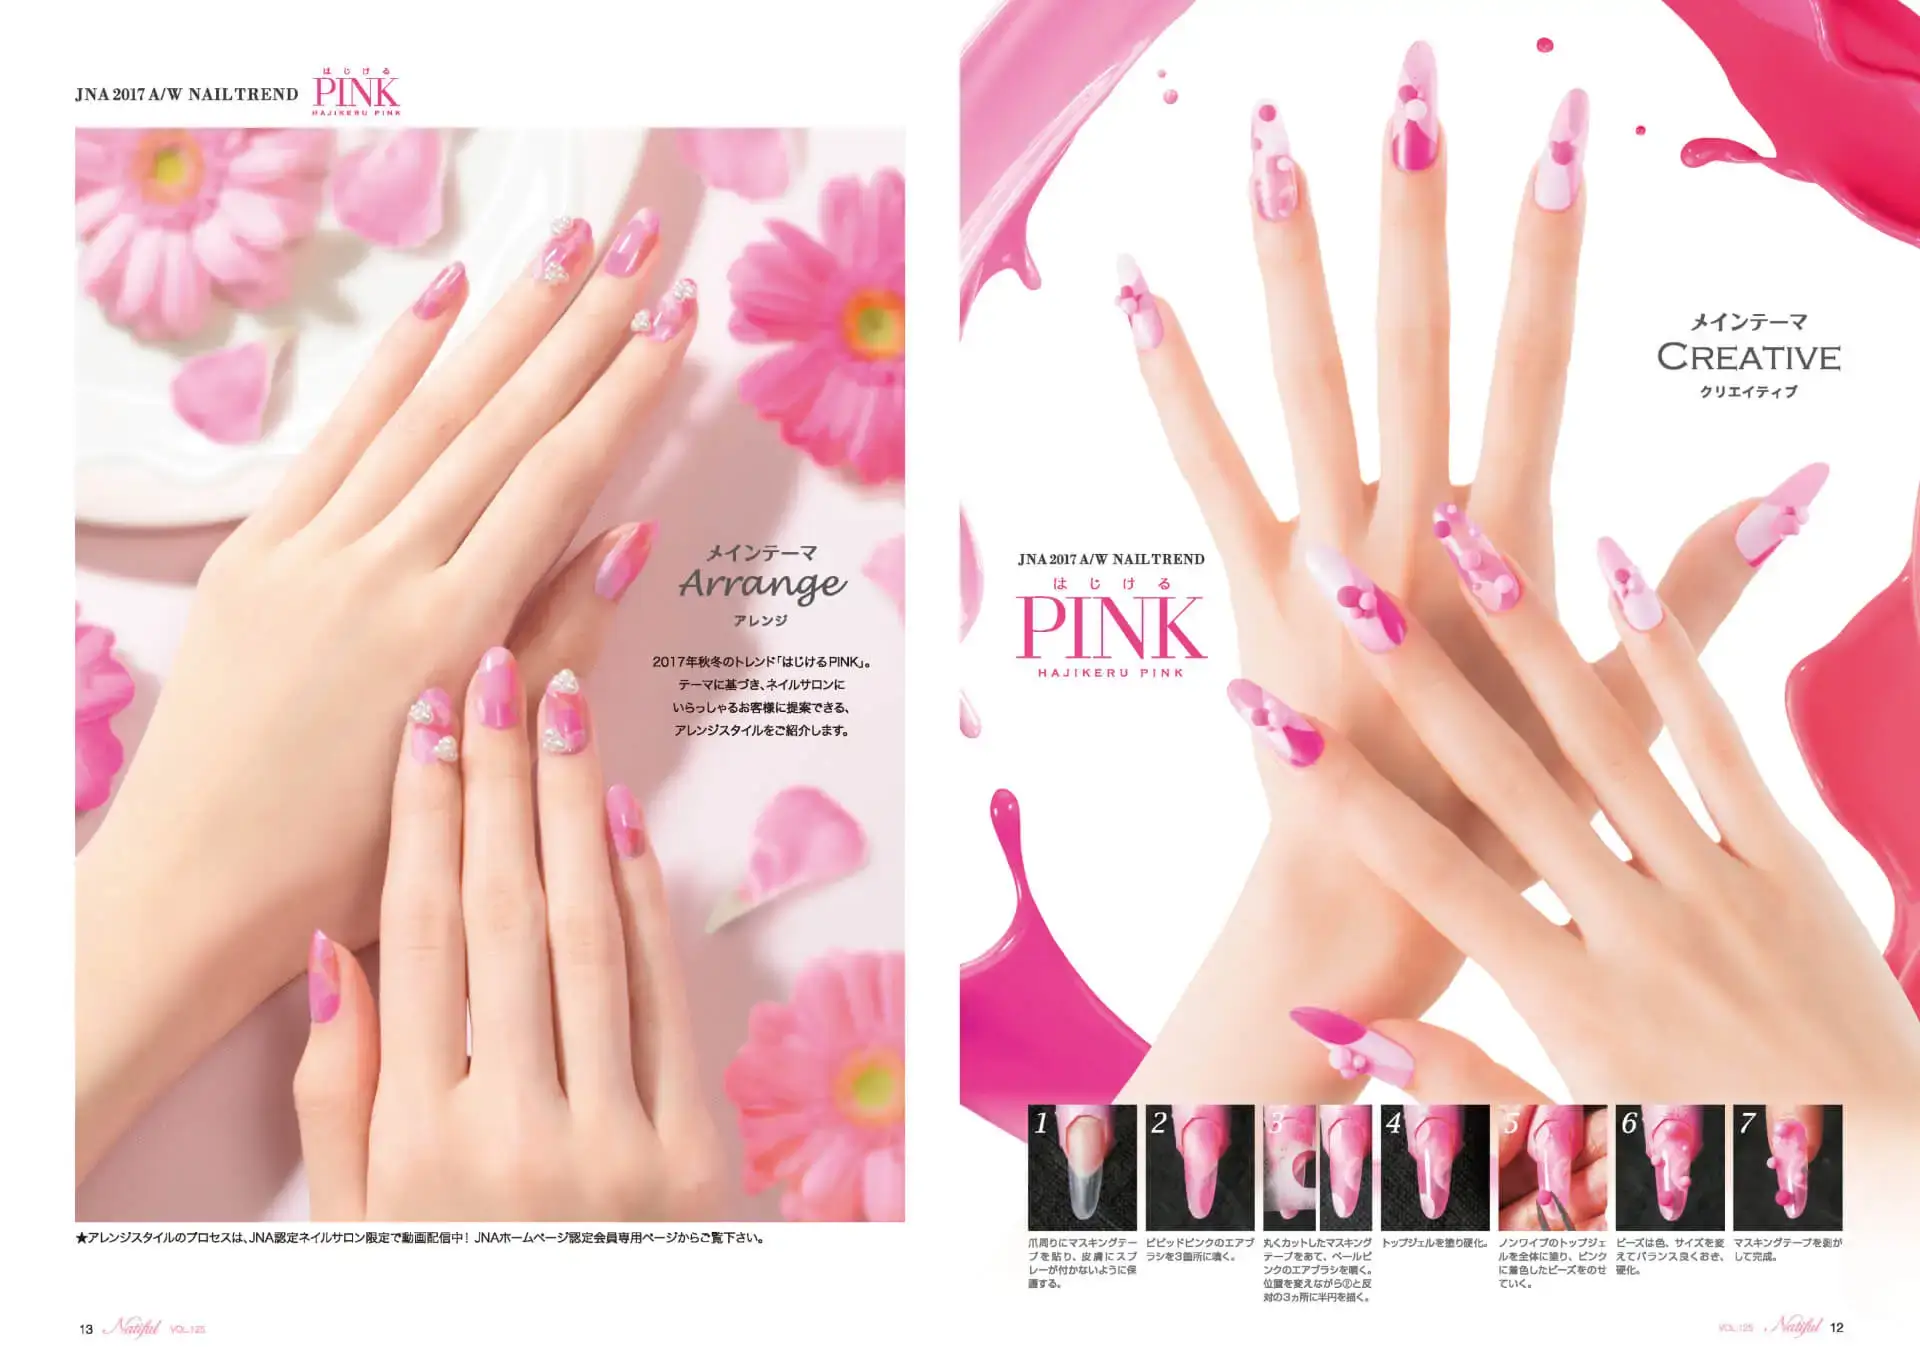 JNA 2017 A/W NAIL TREND
はじける
PINK
HAJIKERU PINK
メインテーマ
Arrange
アレンジ
2017年秋冬のトレンド「はじけるPINK」。
テーマに基づき、ネイルサロンに
いらっしゃるお客様に提案できる、
アレンジスタイルをご紹介します。
★アレンジスタイルのプロセスは、JNA認定ネイルサロン限定で動画配信中！ JNAホームページ認定会員専用ページからご覧下さい。
13 Natiful VOL.125
メインテーマ
CREATIVE
クリエイティブ
JNA 2017 A/W NAIL TREND
はじける
PINK
HAJIKERU PINK
1
爪周りにマスキングテー
プを貼り、皮膚にスプ
レーが付かないように保
護する。
2
ビビッドピンクのエアブ
ラシを3箇所に噴く。
3
丸くカットしたマスキング
テープをあて、ペールピ
ンクのエアブラシを噴く。
位置を変えながら②と反
対の3ヵ所に半円を描く。
4
トップジェルを塗り硬化。
5
ノンワイプのトップジェ
ルを全体に塗り、ピンク
に着色したビーズをのせ
ていく。
6
ビーズは色、サイズを変
えてバランス良くおき、
硬化。
7
マスキングテープを剥が
して完成。
VOL.125 Natiful 12